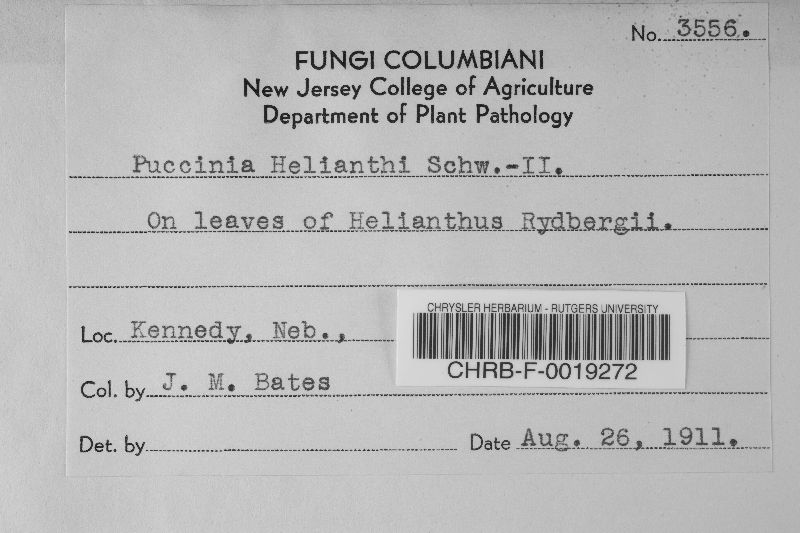 No. 3556.
FUNGI COLUMBIANI
New Jersey College of Agriculture
Department of Plant Pathology
Puccinia Helianthi Schw.-II.
On leaves of Helianthus Rydbergii.
Loc. Kennedy, Neb.,
CHRYSLER HERBARIUM - RUTGERS UNIVERSITY
CHRB-F-0019272
Col. by J. M. Bates
Det. by
Date Aug. 26, 1911.